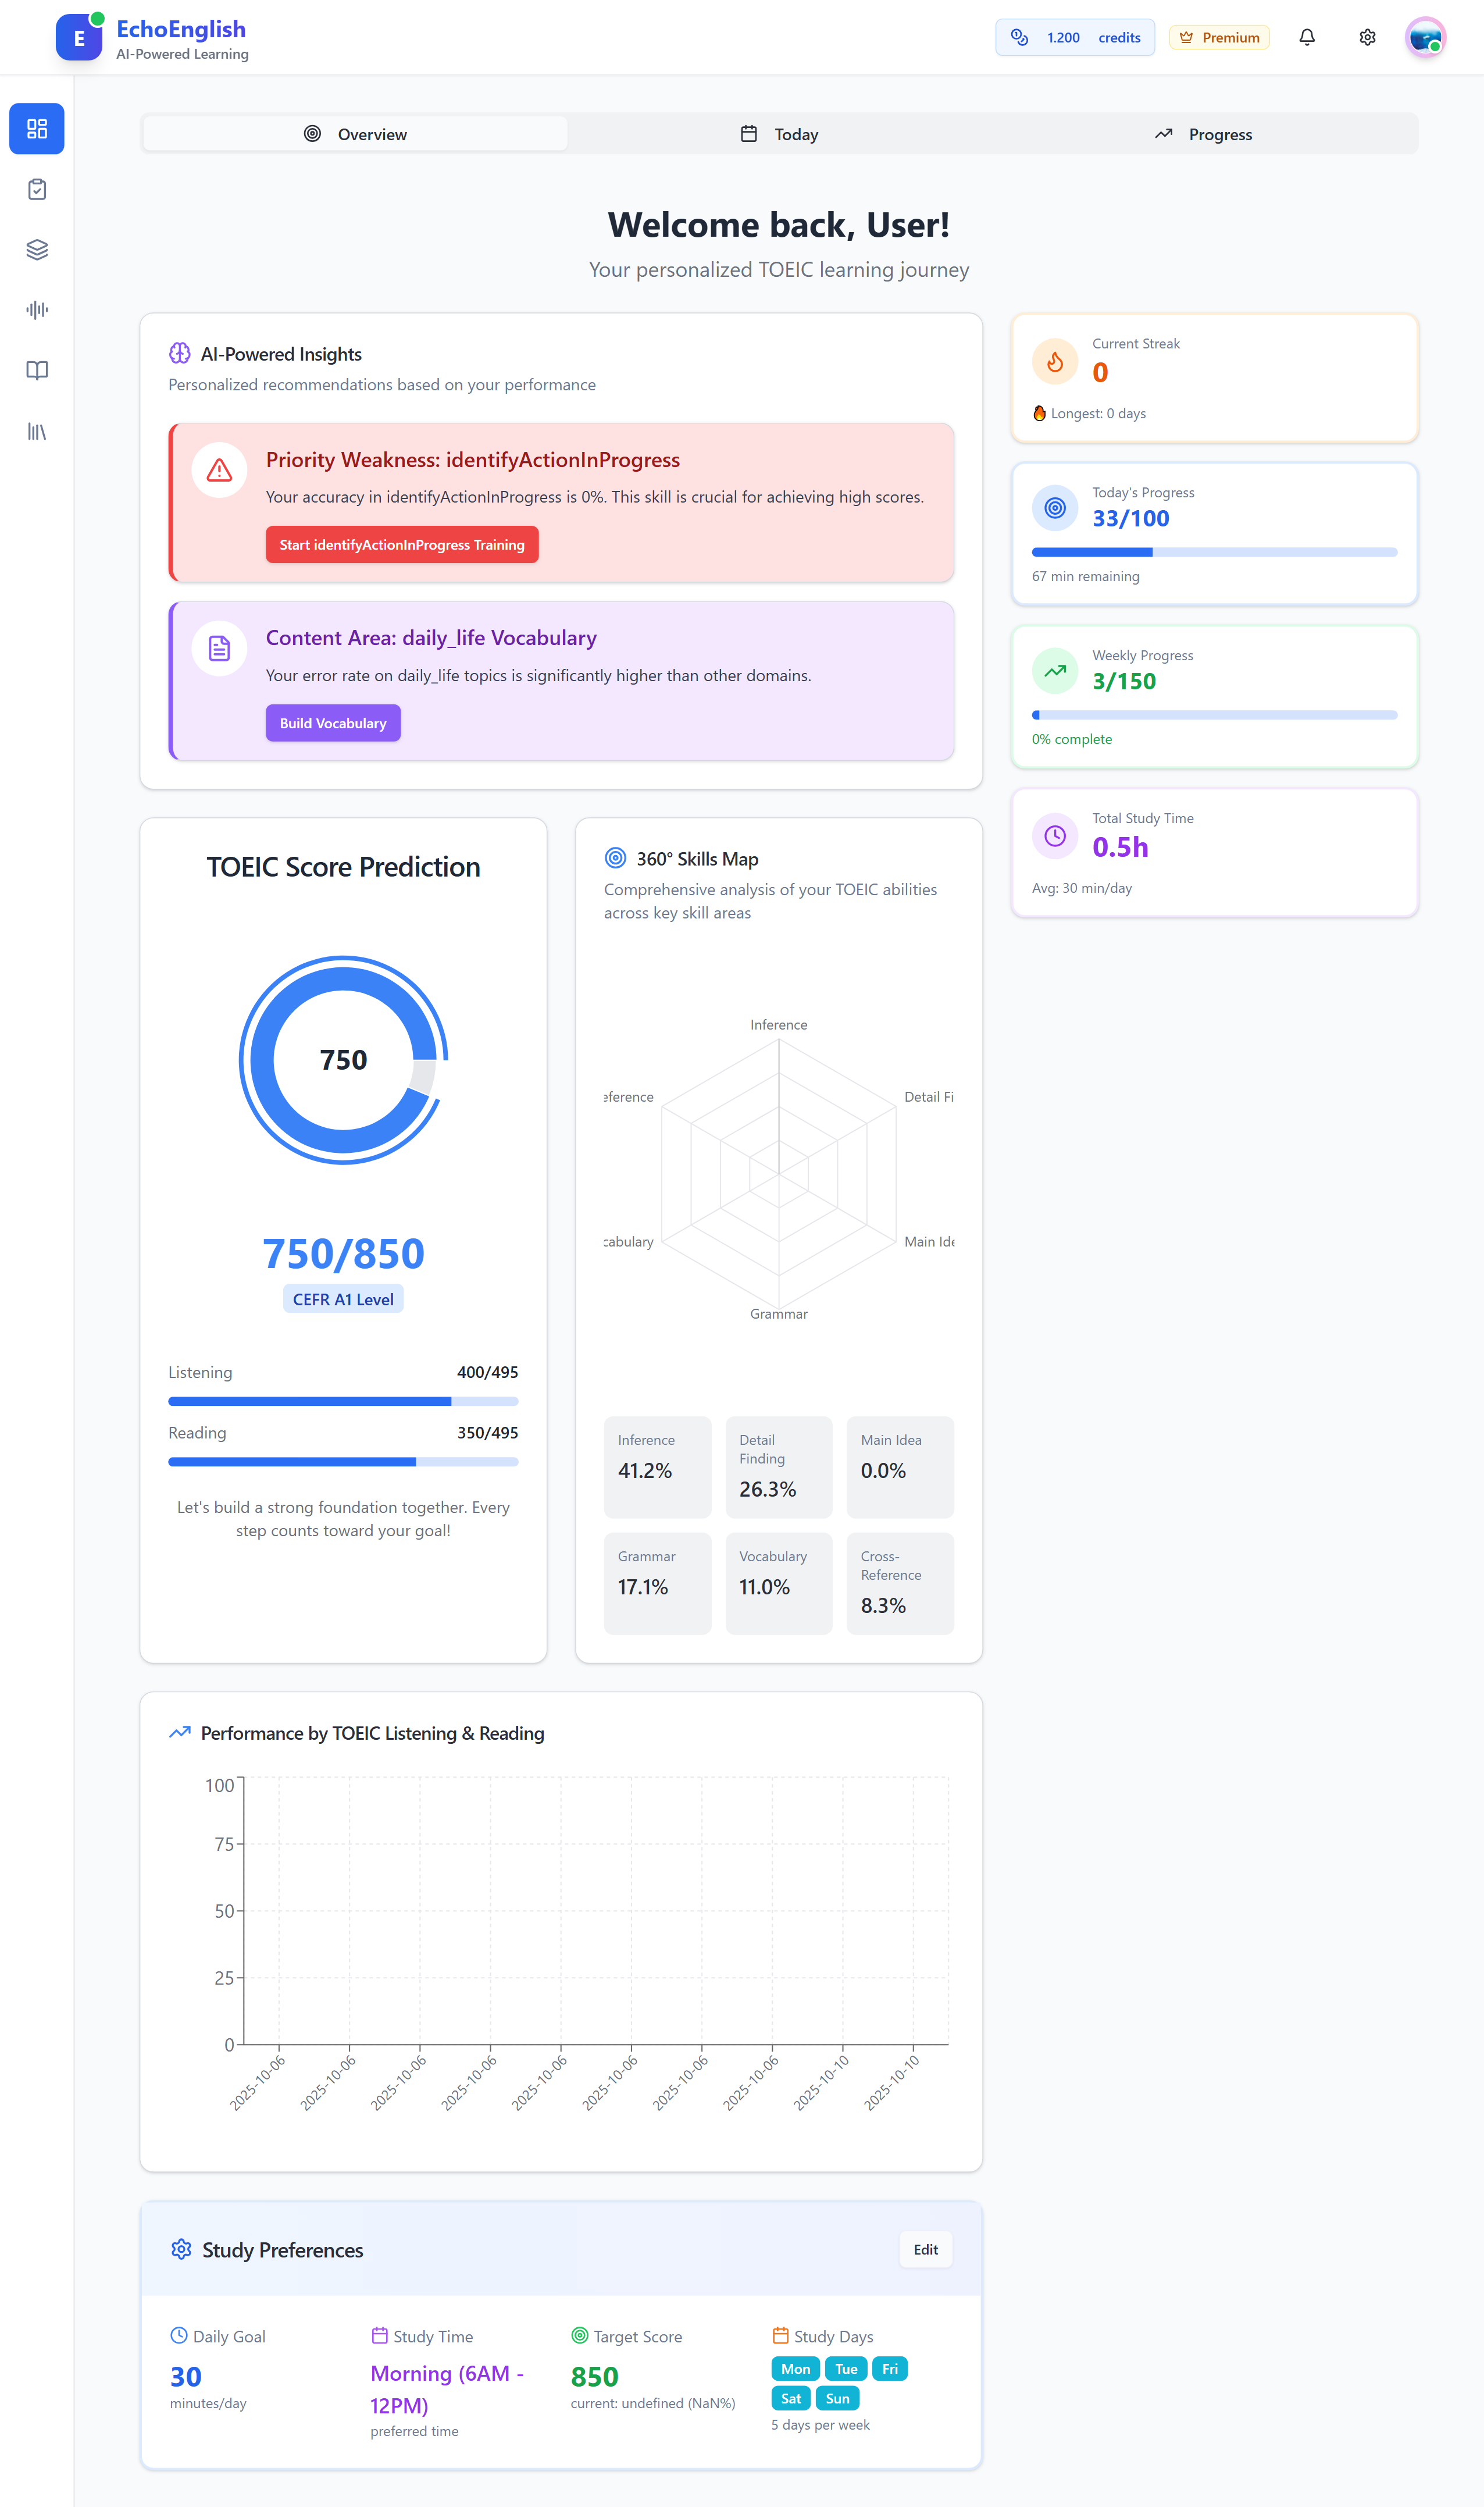 E
EchoEnglish
AI-Powered Learning
1.200 credits
Premium
Overview
Today
Progress
Welcome back, User!
Your personalized TOEIC learning journey
AI-Powered Insights
Personalized recommendations based on your performance
Priority Weakness: identifyActionInProgress
Your accuracy in identifyActionInProgress is 0%. This skill is crucial for achieving high scores.
Start identifyActionInProgress Training
Content Area: daily_life Vocabulary
Your error rate on daily_life topics is significantly higher than other domains.
Build Vocabulary
Current Streak
0
🔥 Longest: 0 days
Today's Progress
33/100
67 min remaining
Weekly Progress
3/150
0% complete
Total Study Time
0.5h
Avg: 30 min/day
TOEIC Score Prediction
750
750/850
CEFR A1 Level
Listening 400/495
Reading 350/495
Let's build a strong foundation together. Every
step counts toward your goal!
360° Skills Map
Comprehensive analysis of your TOEIC abilities
across key skill areas
Inference
eference
Detail Fi
cabulary
Main Ide
Grammar
Inference
41.2%
Detail
Finding
26.3%
Main Idea
0.0%
Grammar
17.1%
Vocabulary
11.0%
Cross-
Reference
8.3%
Performance by TOEIC Listening & Reading
100
75
50
25
0
2025-10-06
2025-10-06
2025-10-06
2025-10-06
2025-10-06
2025-10-06
2025-10-06
2025-10-06
2025-10-10
2025-10-10
Study Preferences
Edit
Daily Goal
30
minutes/day
Study Time
Morning (6AM -
12PM)
preferred time
Target Score
850
current: undefined (NaN%)
Study Days
Mon Tue Fri
Sat Sun
5 days per week